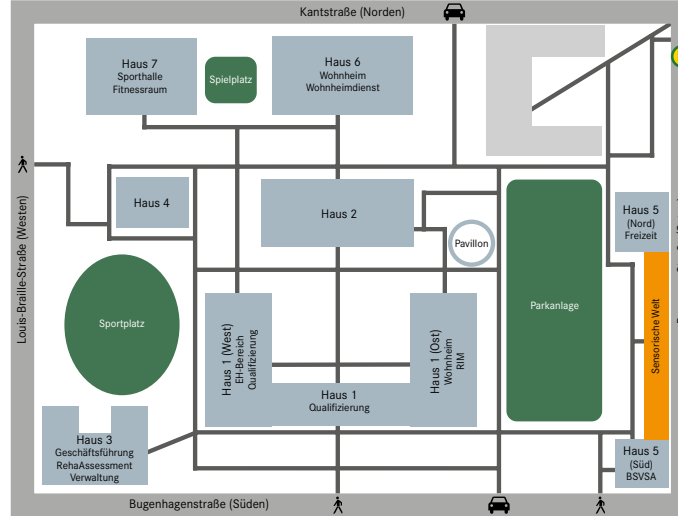 Kantstraße (Norden)
Haus 7
Sporthalle
Fitnessraum
Spielplatz
Haus 6
Wohnheim
Wohnheimdienst
Louis-Braille-Straße (Westen)
Haus 4
Haus 2
Pavillon
Haus 5
(Nord)
Freizeit
Sportplatz
Parkanlage
Sensorische Welt
Haus 1 (West)
EH-Bereich
Qualifizierung
Haus 1 (Ost)
Wohnheim
RIM
Haus 1
Qualifizierung
Haus 3
Geschäftsführung
RehaAssessment
Verwaltung
Haus 5
(Süd)
BSVSA
Bugenhagenstraße (Süden)